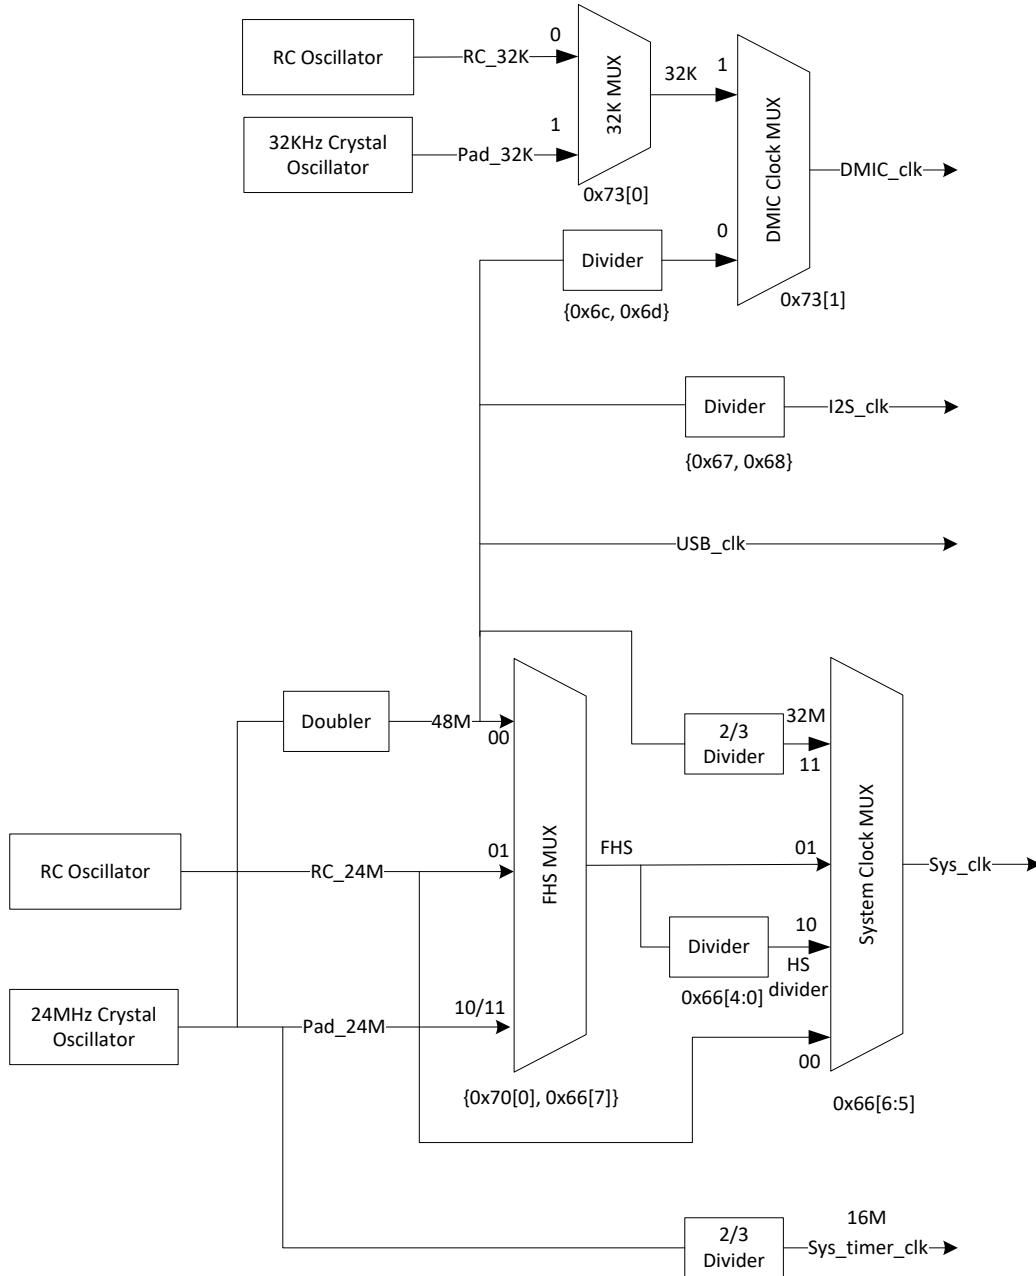 0
RC Oscillator
RC_32K
32K MUX
32K
1
32KHz Crystal
Oscillator
1
Pad_32K
0x73[0]
DMIC Clock MUX
DMIC_clk
0
Divider
{0x6c, 0x6d}
0x73[1]
Divider
I2S_clk
{0x67, 0x68}
USB_clk
Doubler
48M
00
2/3
Divider
32M
11
RC Oscillator
RC_24M
01
FHS MUX
FHS
01
System Clock MUX
Sys_clk
Divider
10
HS
divider
0x66[4:0]
24MHz Crystal
Oscillator
Pad_24M
10/11
00
{0x70[0], 0x66[7]}
0x66[6:5]
2/3
Divider
16M
Sys_timer_clk